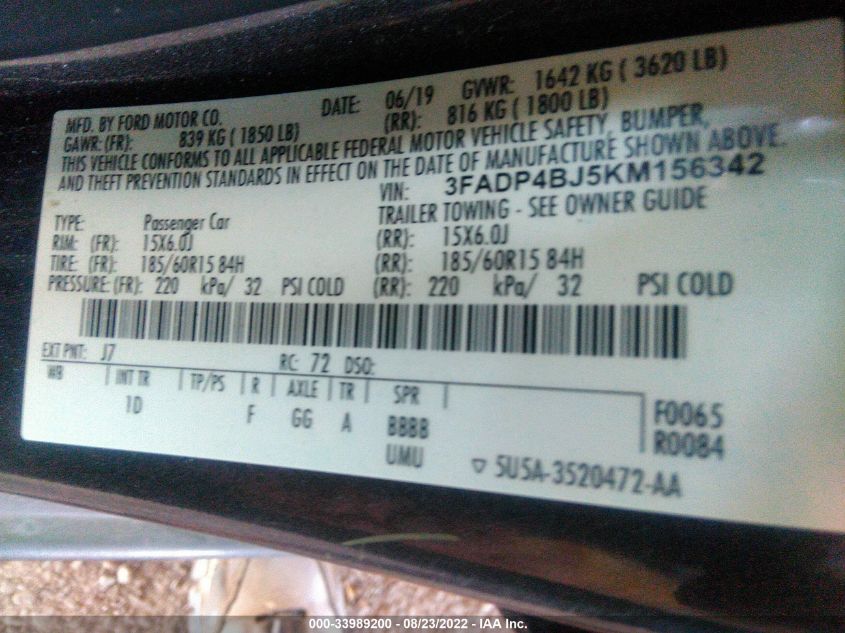 MFD. BY FORD MOTOR CO. DATE: 06/19 GVWR: 1642 KG ( 3620 LB)
GAWR: (FR): 839 KG ( 1850 LB) (RR): 816 KG ( 1800 LB)
THIS VEHICLE CONFORMS TO ALL APPLICABLE FEDERAL MOTOR VEHICLE SAFETY, BUMPER,
AND THEFT PREVENTION STANDARDS IN EFFECT ON THE DATE OF MANUFACTURE SHOWN ABOVE.
VIN: 3FADP4BJ5KM156342
TYPE: Passenger Car TRAILER TOWING - SEE OWNER GUIDE
RIM: (FR): 15X6.0J (RR): 15X6.0J
TIRE: (FR): 185/60R15 84H (RR): 185/60R15 84H
PRESSURE: (FR): 220 kPa/ 32 PSI COLD (RR): 220 kPa/ 32 PSI COLD
EXT PNT: J7 RC: 72 DSO:
WB INT TR TP/PS R AXLE TR SPR
1D F GG A BBBB F0065
UMU R0084
5U5A-3520472-AA
000-33989200 - 08/23/2022 - IAA Inc.